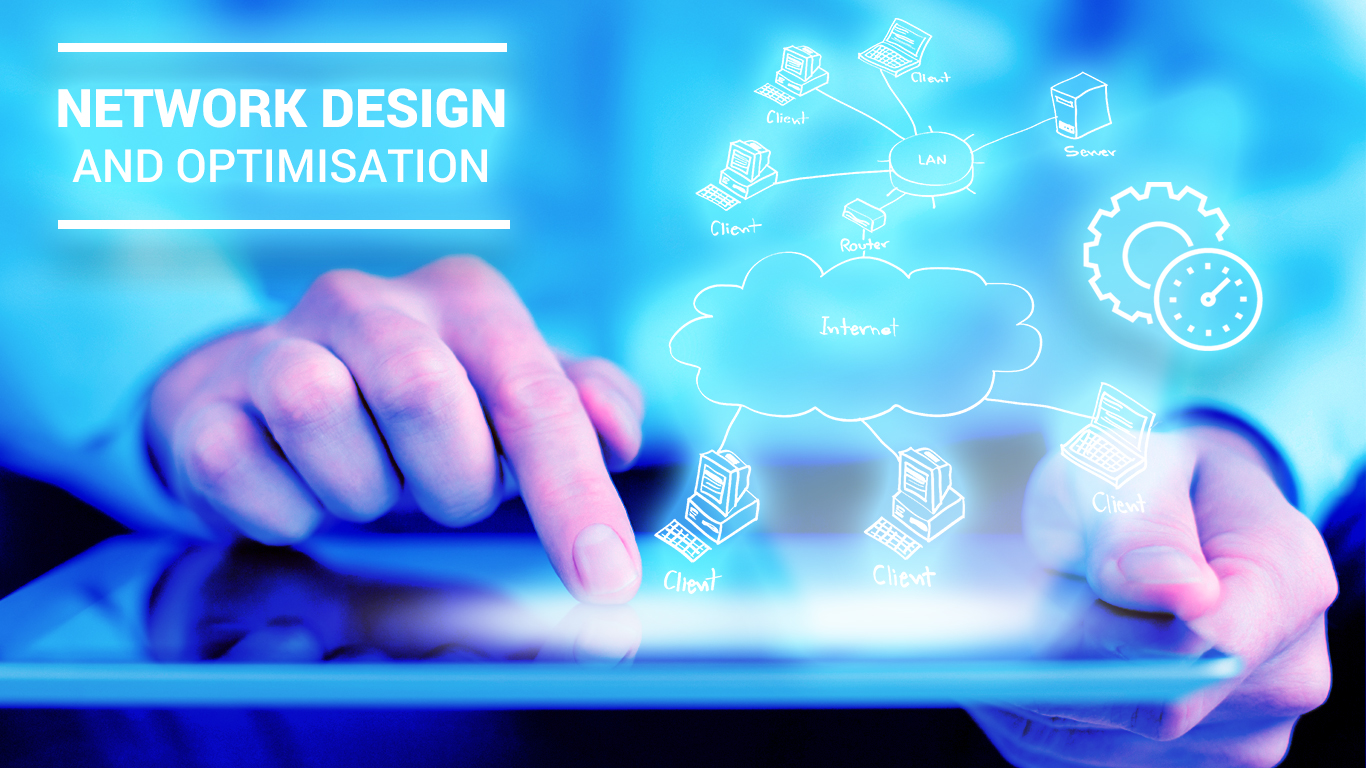 NETWORK DESIGN
AND OPTIMISATION
Client
Client
LAN
Server
Client
Router
Internet
Client
Client
Client